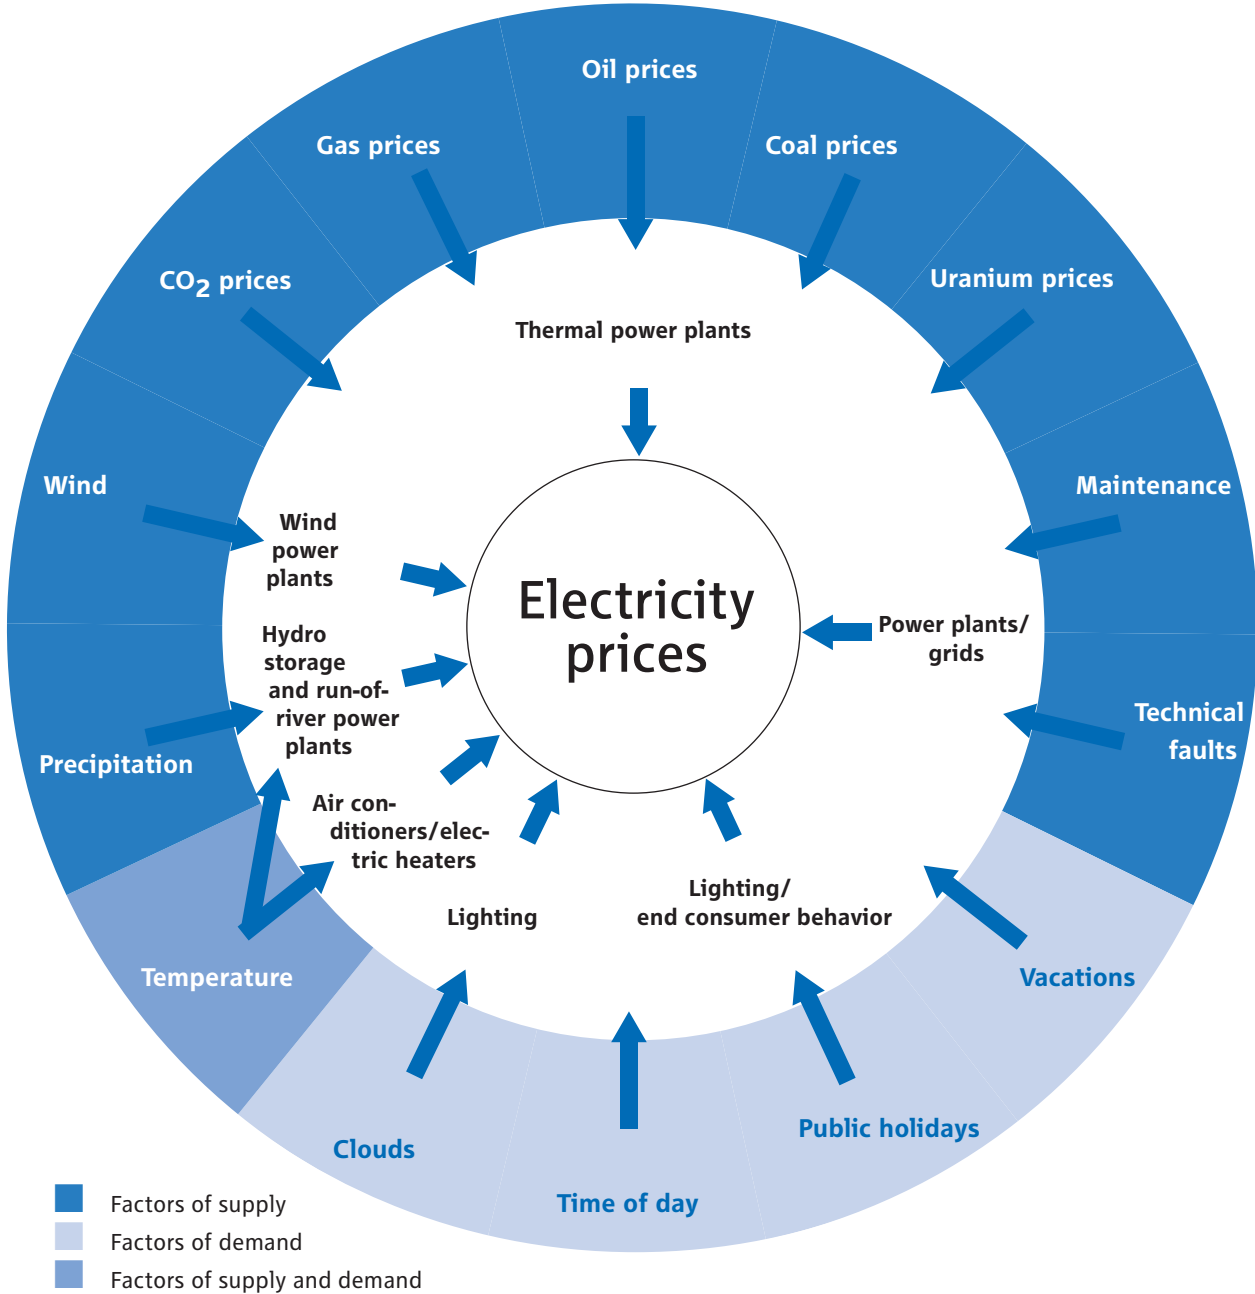 Oil prices
Gas prices
Coal prices
CO2 prices
Uranium prices
Thermal power plants
Wind
Maintenance
Wind
power
plants
Electricity
prices
Power plants/
grids
Hydro
storage
and run-of-
river power
plants
Technical
faults
Precipitation
Air con-
ditioners/elec-
tric heaters
Lighting/
end consumer behavior
Lighting
Temperature
Vacations
Public holidays
Clouds
Time of day
Factors of supply
Factors of demand
Factors of supply and demand